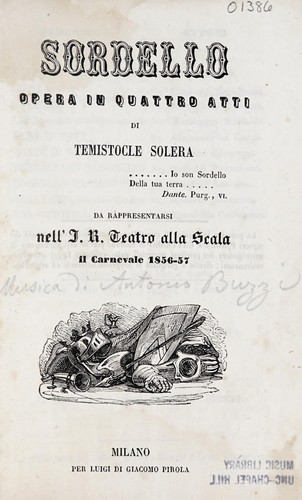 01386
SORDELLO
OPERA IN QUATTRO ATTI
DI
TEMISTOCLE SOLERA
. . . . . . . Io son Sordello
Della tua terra . . . . .
Dante. Purg., VI.
DA RAPPRESENTARSI
nell'I. R. Teatro alla Scala
il Carnevale 1856-57
Musica di Antonio Buzzi
MILANO
PER LUIGI DI GIACOMO PIROLA
MUSIC LIBRARY
UNC-CHAPEL HILL